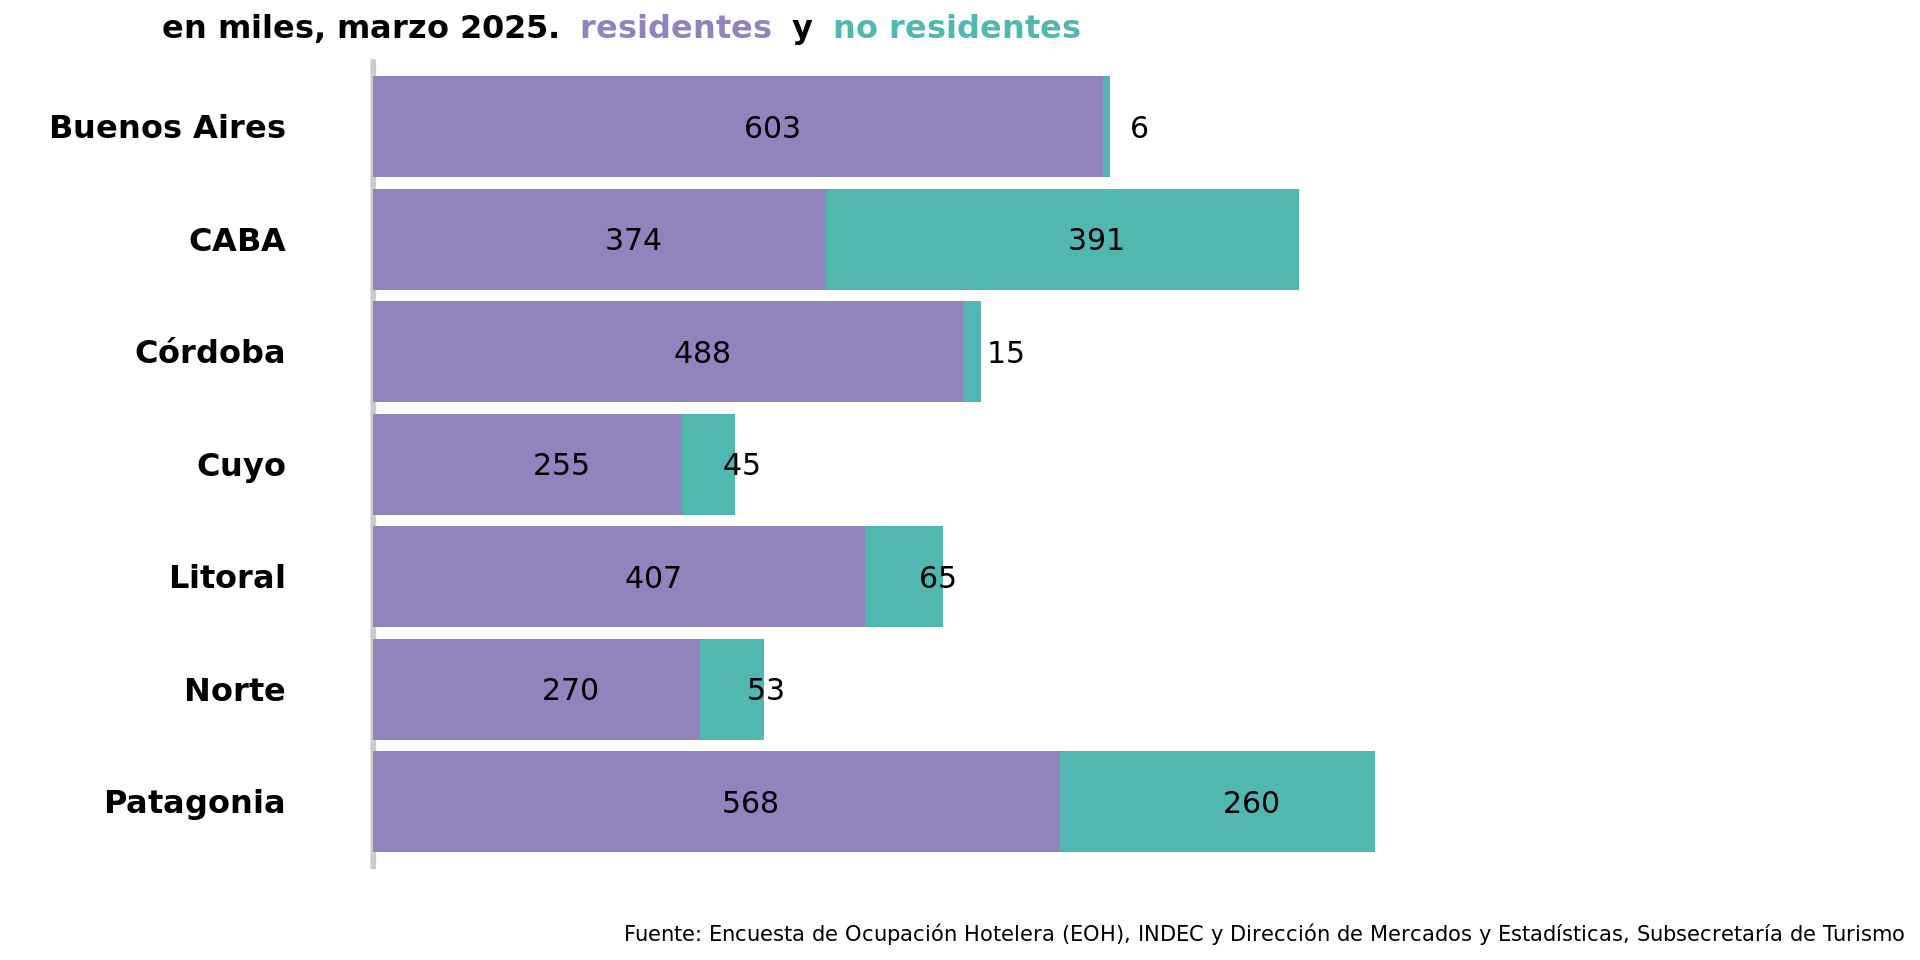 en miles, marzo 2025. residentes y no residentes
Buenos Aires 603 6
CABA 374 391
Córdoba 488 15
Cuyo 255 45
Litoral 407 65
Norte 270 53
Patagonia 568 260
Fuente: Encuesta de Ocupación Hotelera (EOH), INDEC y Dirección de Mercados y Estadísticas, Subsecretaría de Turismo